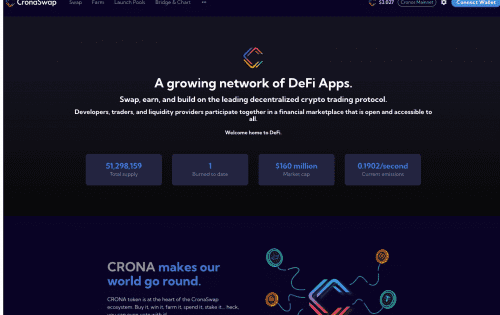 CronaSwap Swap Farm Launch Pools Bridge & Chart ••• $3.027 Cronos Mainnet Connect Wallet
A growing network of DeFi Apps.
Swap, earn, and build on the leading decentralized crypto trading protocol.
Developers, traders, and liquidity providers participate together in a financial marketplace that is open and accessible to
all.
Welcome home to DeFi.
51,298,159 1 $160 million 0.1902/second
Total supply Burned to date Market cap Current emissions
CRONA makes our
world go round.
CRONA token is at the heart of the CronaSwap
ecosystem. Buy it, win it, farm it, spend it, stake it... heck,